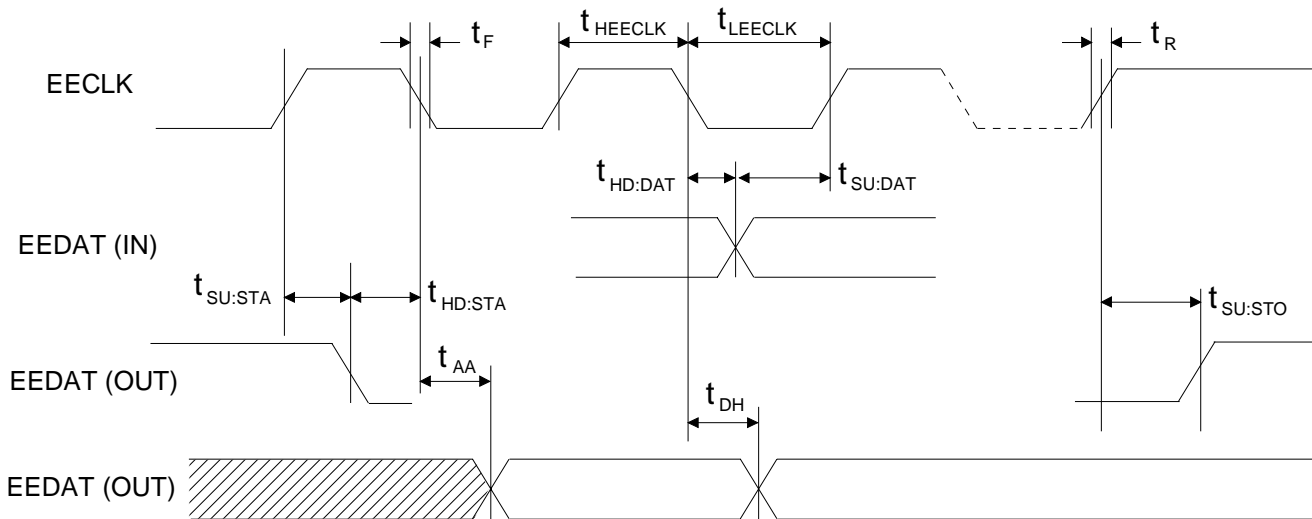 t F
t HEECLK
t LEECLK
t R
EECLK
t HD:DAT
t SU:DAT
EEDAT (IN)
t SU:STA
t HD:STA
t SU:STO
t AA
EEDAT (OUT)
t DH
EEDAT (OUT)